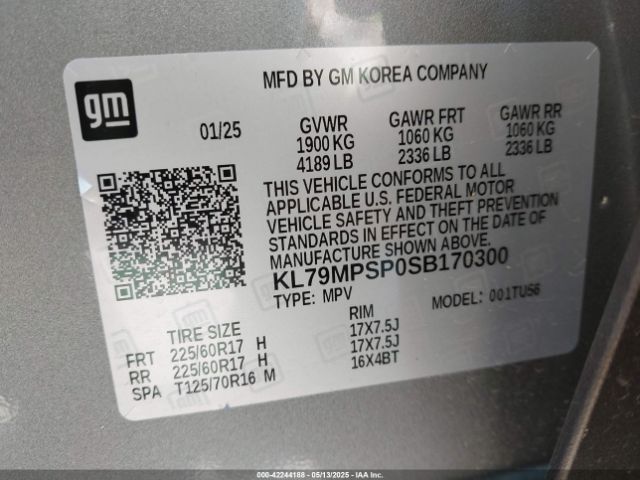 MFD BY GM KOREA COMPANY
gm
01/25
GVWR GAWR FRT GAWR RR
1900 KG 1060 KG 1060 KG
4189 LB 2336 LB 2336 LB
THIS VEHICLE CONFORMS TO ALL
APPLICABLE U.S. FEDERAL MOTOR
VEHICLE SAFETY AND THEFT PREVENTION
STANDARDS IN EFFECT ON THE DATE OF
MANUFACTURE SHOWN ABOVE.
KL79MPSP0SB170300
TYPE: MPV MODEL: 001TU56
TIRE SIZE RIM
FRT 225/60R17 H 17X7.5J
RR 225/60R17 H 17X7.5J
SPA T125/70R16 M 16X4BT
000-42244188 - 05/13/2025 - IAAI.COM